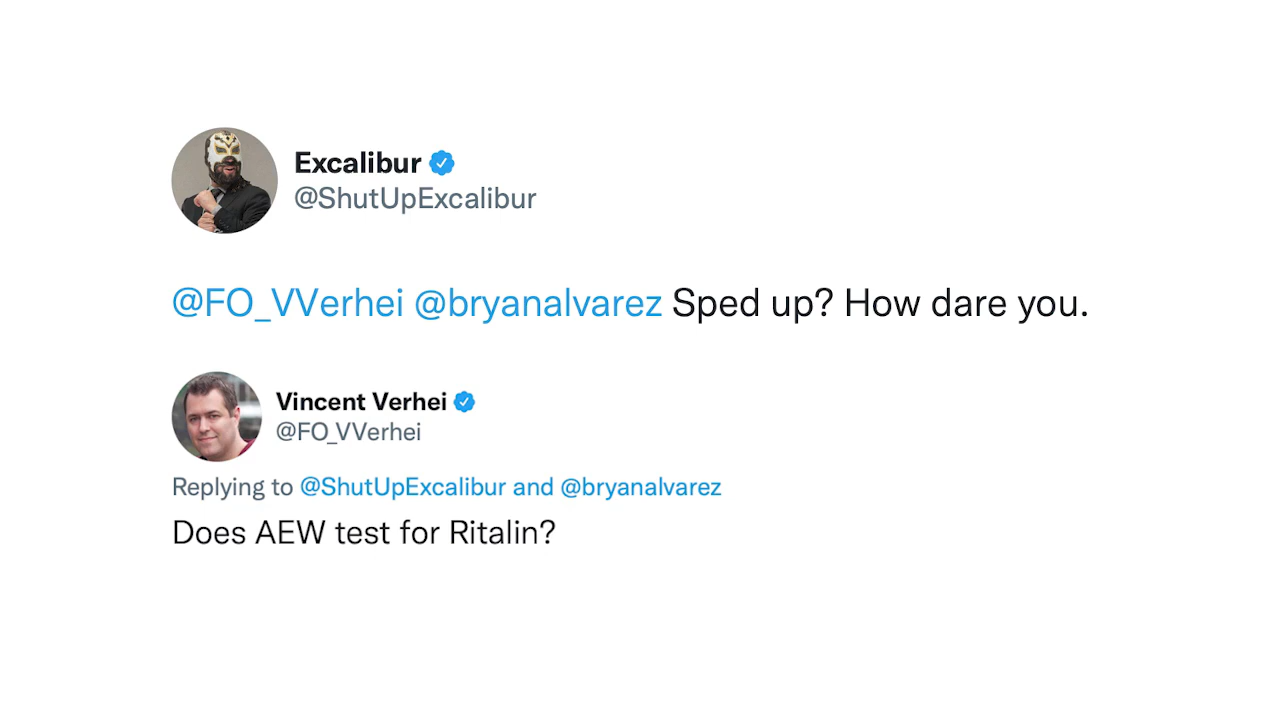 Excalibur
@ShutUpExcalibur
@FO_VVerhei @bryanalvarez Sped up? How dare you.
Vincent Verhei
@FO_VVerhei
Replying to @ShutUpExcalibur and @bryanalvarez
Does AEW test for Ritalin?